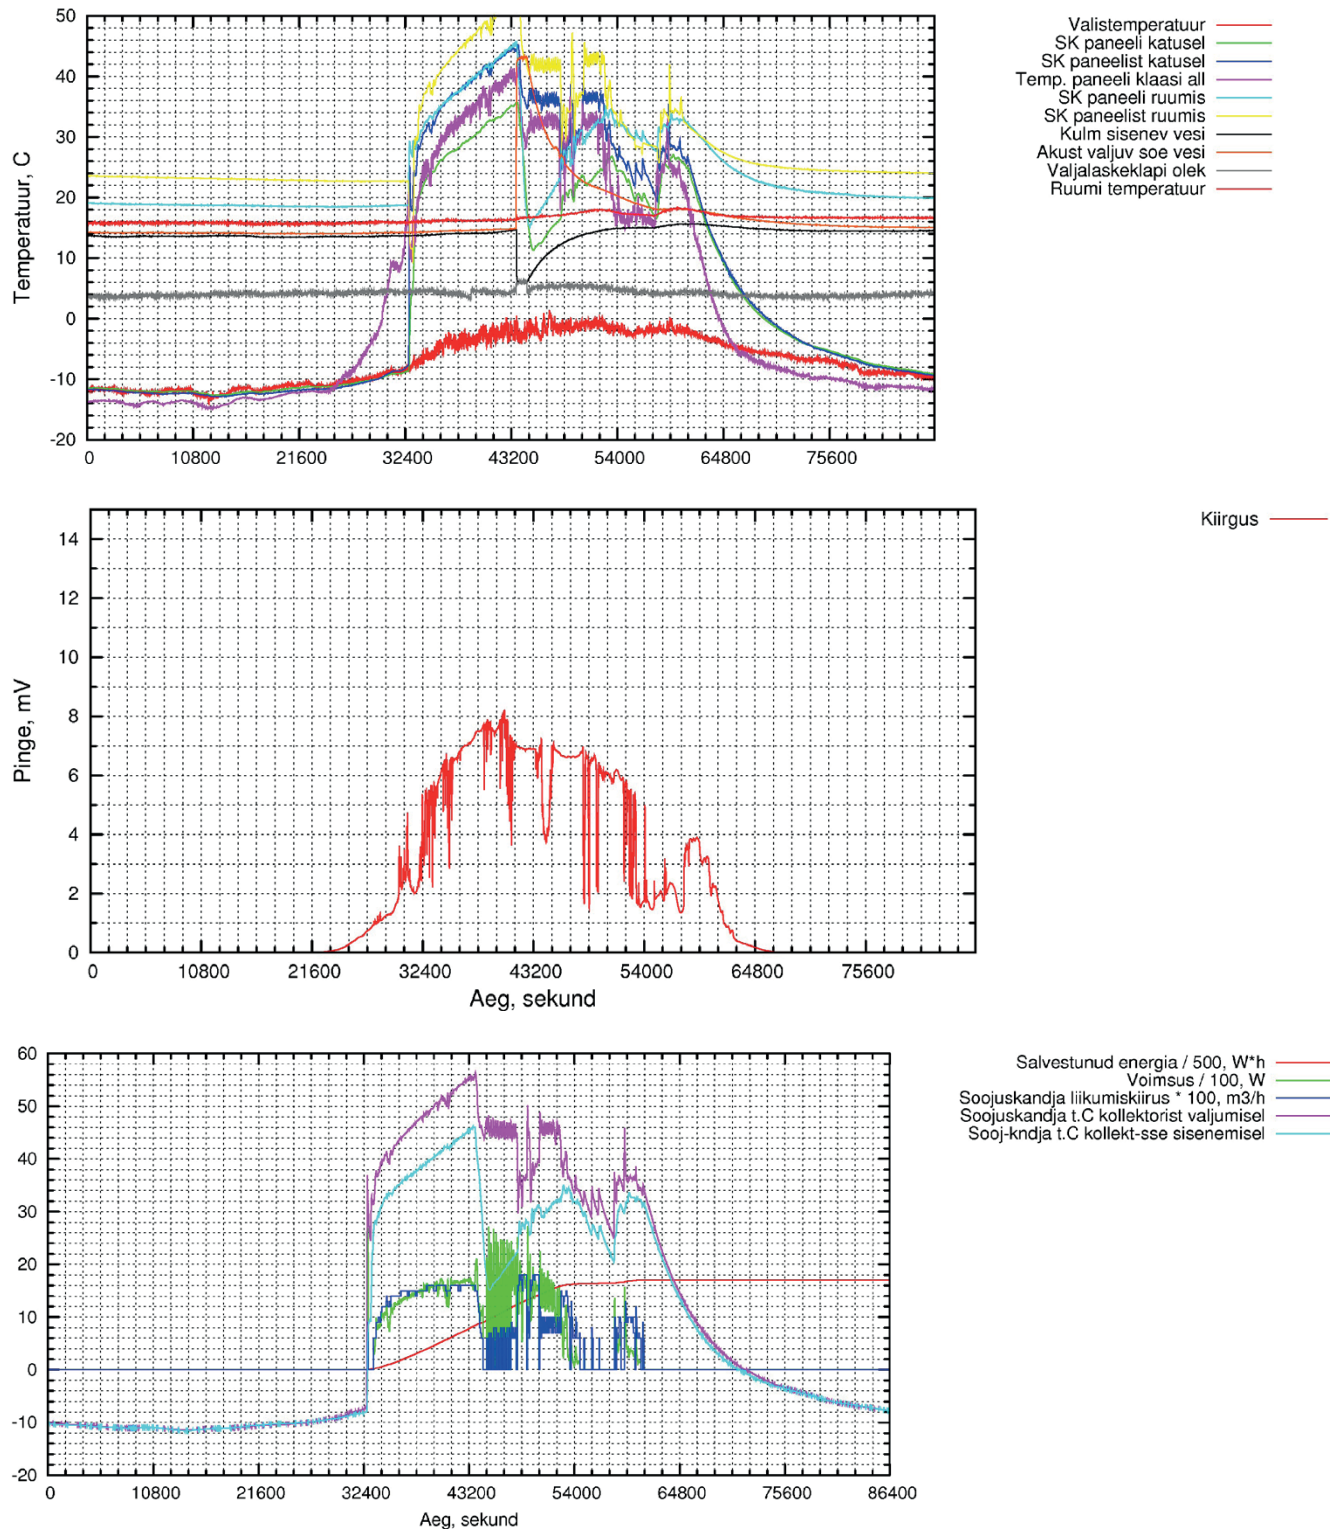 50
40
30
20
10
0
-10
-20
Temperatuur, C
0 10800 21600 32400 43200 54000 64800 75600
Valistemperatuur
SK paneeli katusel
SK paneelist katusel
Temp. paneeli klaasi all
SK paneeli ruumis
SK paneelist ruumis
Kulm sisenev vesi
Akust valjuv soe vesi
Valjalaskeklapi olek
Ruumi temperatuur
14
12
10
8
6
4
2
0
Pinge, mV
0 10800 21600 32400 43200 54000 64800 75600
Aeg, sekund
Kiirgus
60
50
40
30
20
10
0
-10
-20
0 10800 21600 32400 43200 54000 64800 75600 86400
Aeg, sekund
Salvestunud energia / 500, W*h
Voimsus / 100, W
Soojuskandja liikumiskiirus * 100, m3/h
Soojuskandja t.C kollektorist valjumisel
Sooj-kndja t.C kollekt-sse sisenemisel